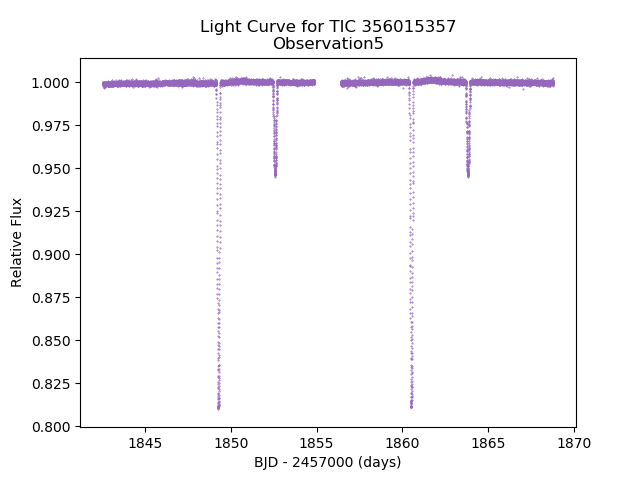 Light Curve for TIC 356015357
Observation5
Relative Flux
1.000
0.975
0.950
0.925
0.900
0.875
0.850
0.825
0.800
1845 1850 1855 1860 1865 1870
BJD - 2457000 (days)